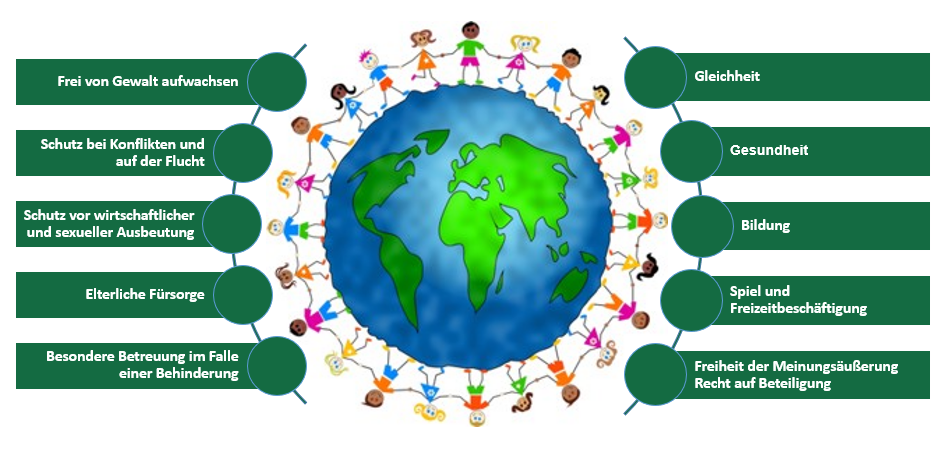 Frei von Gewalt aufwachsen
Schutz bei Konflikten und
auf der Flucht
Schutz vor wirtschaftlicher
und sexueller Ausbeutung
Elterliche Fürsorge
Besondere Betreuung im Falle
einer Behinderung
Gleichheit
Gesundheit
Bildung
Spiel und
Freizeitbeschäftigung
Freiheit der Meinungsäußerung
Recht auf Beteiligung